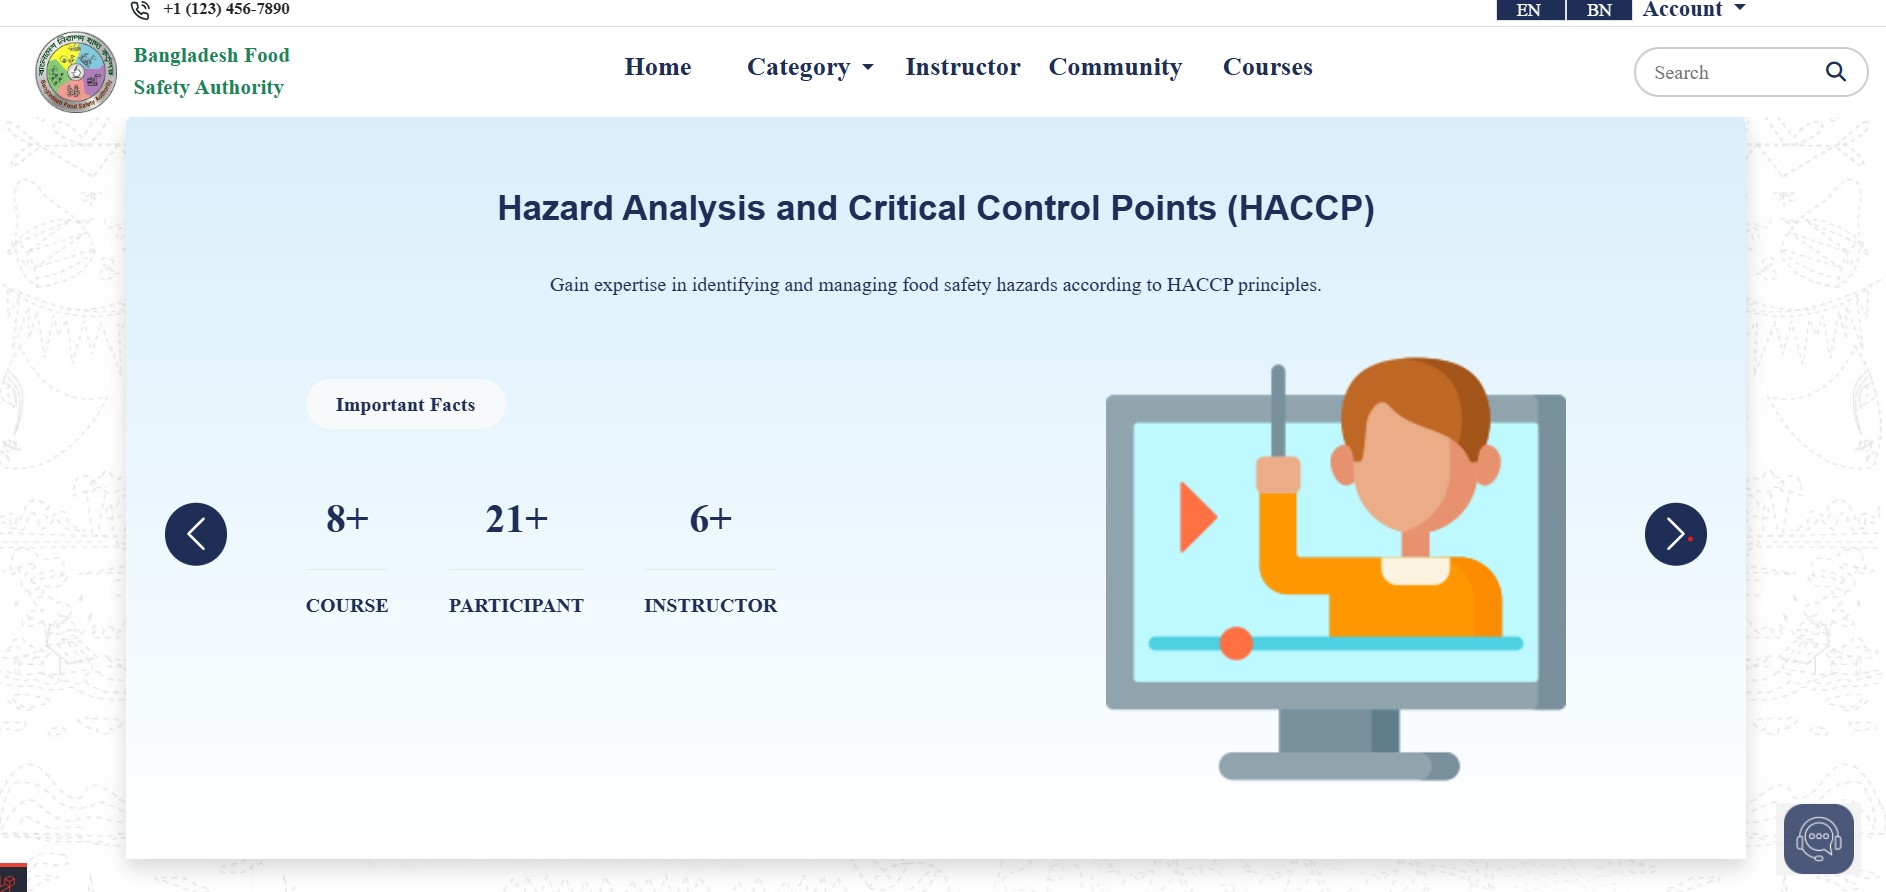 +1 (123) 456-7890
EN
BN
Account
Bangladesh Food
Safety Authority
Home
Category
Instructor
Community
Courses
Search
Hazard Analysis and Critical Control Points (HACCP)
Gain expertise in identifying and managing food safety hazards according to HACCP principles.
Important Facts
8+
21+
6+
COURSE
PARTICIPANT
INSTRUCTOR